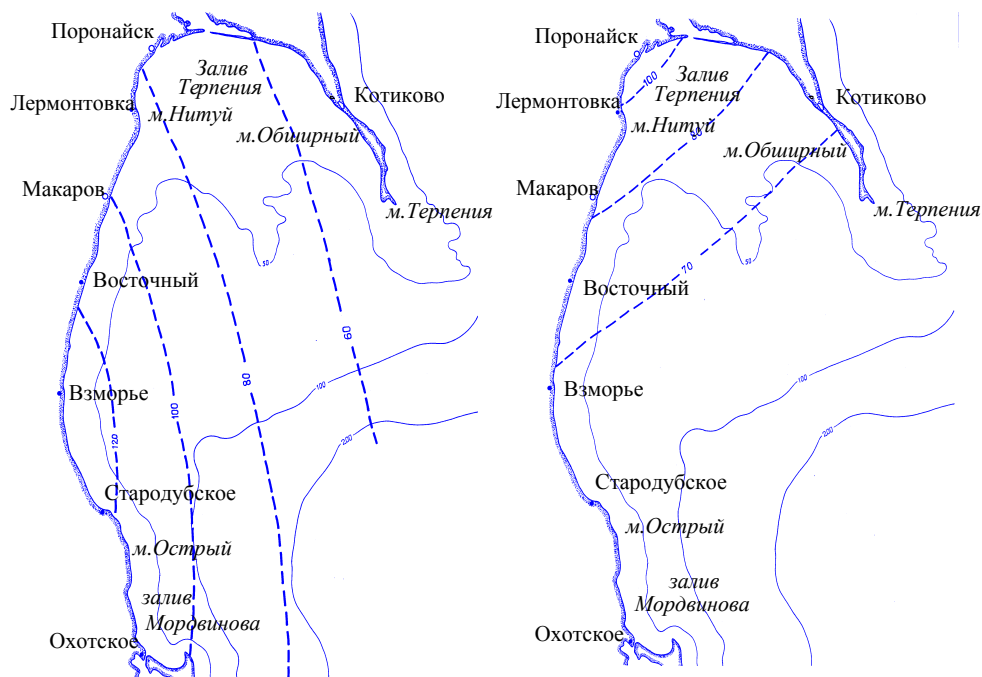 Поронайск
Залив
Терпения
Лермонтовка
м.Нитуй
Котиково
м.Обширный
Макаров
м.Терпения
50
Восточный
60
80
100
100
Взморье
120
200
Стародубское
м.Острый
залив
Мордвинова
Охотское
Поронайск
100
Залив
Терпения
Лермонтовка
м.Нитуй
Котиково
80
м.Обширный
Макаров
м.Терпения
50
70
Восточный
100
Взморье
200
Стародубское
м.Острый
залив
Мордвинова
Охотское